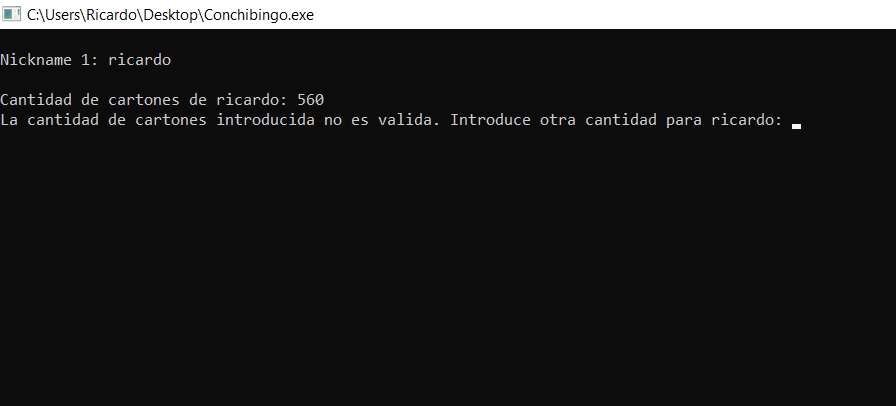 C:\Users\Ricardo\Desktop\Conchibingo.exe
Nickname 1: ricardo
Cantidad de cartones de ricardo: 560
La cantidad de cartones introducida no es valida. Introduce otra cantidad para ricardo: